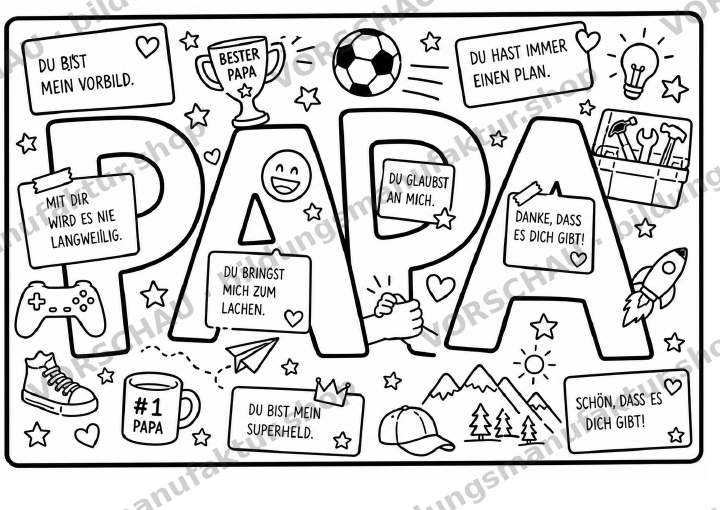 DU BIST
MEIN VORBILD.
BESTER
PAPA
DU HAST IMMER
EINEN PLAN.
PAPA
MIT DIR
WIRD ES NIE
LANGWEILIG.
DU GLAUBST
AN MICH.
DANKE, DASS
ES DICH GIBT!
DU BRINGST
MICH ZUM
LACHEN.
#1
PAPA
DU BIST MEIN
SUPERHELD.
SCHÖN, DASS ES
DICH GIBT!
VORSCHAU · bildungsmanufaktur.shop